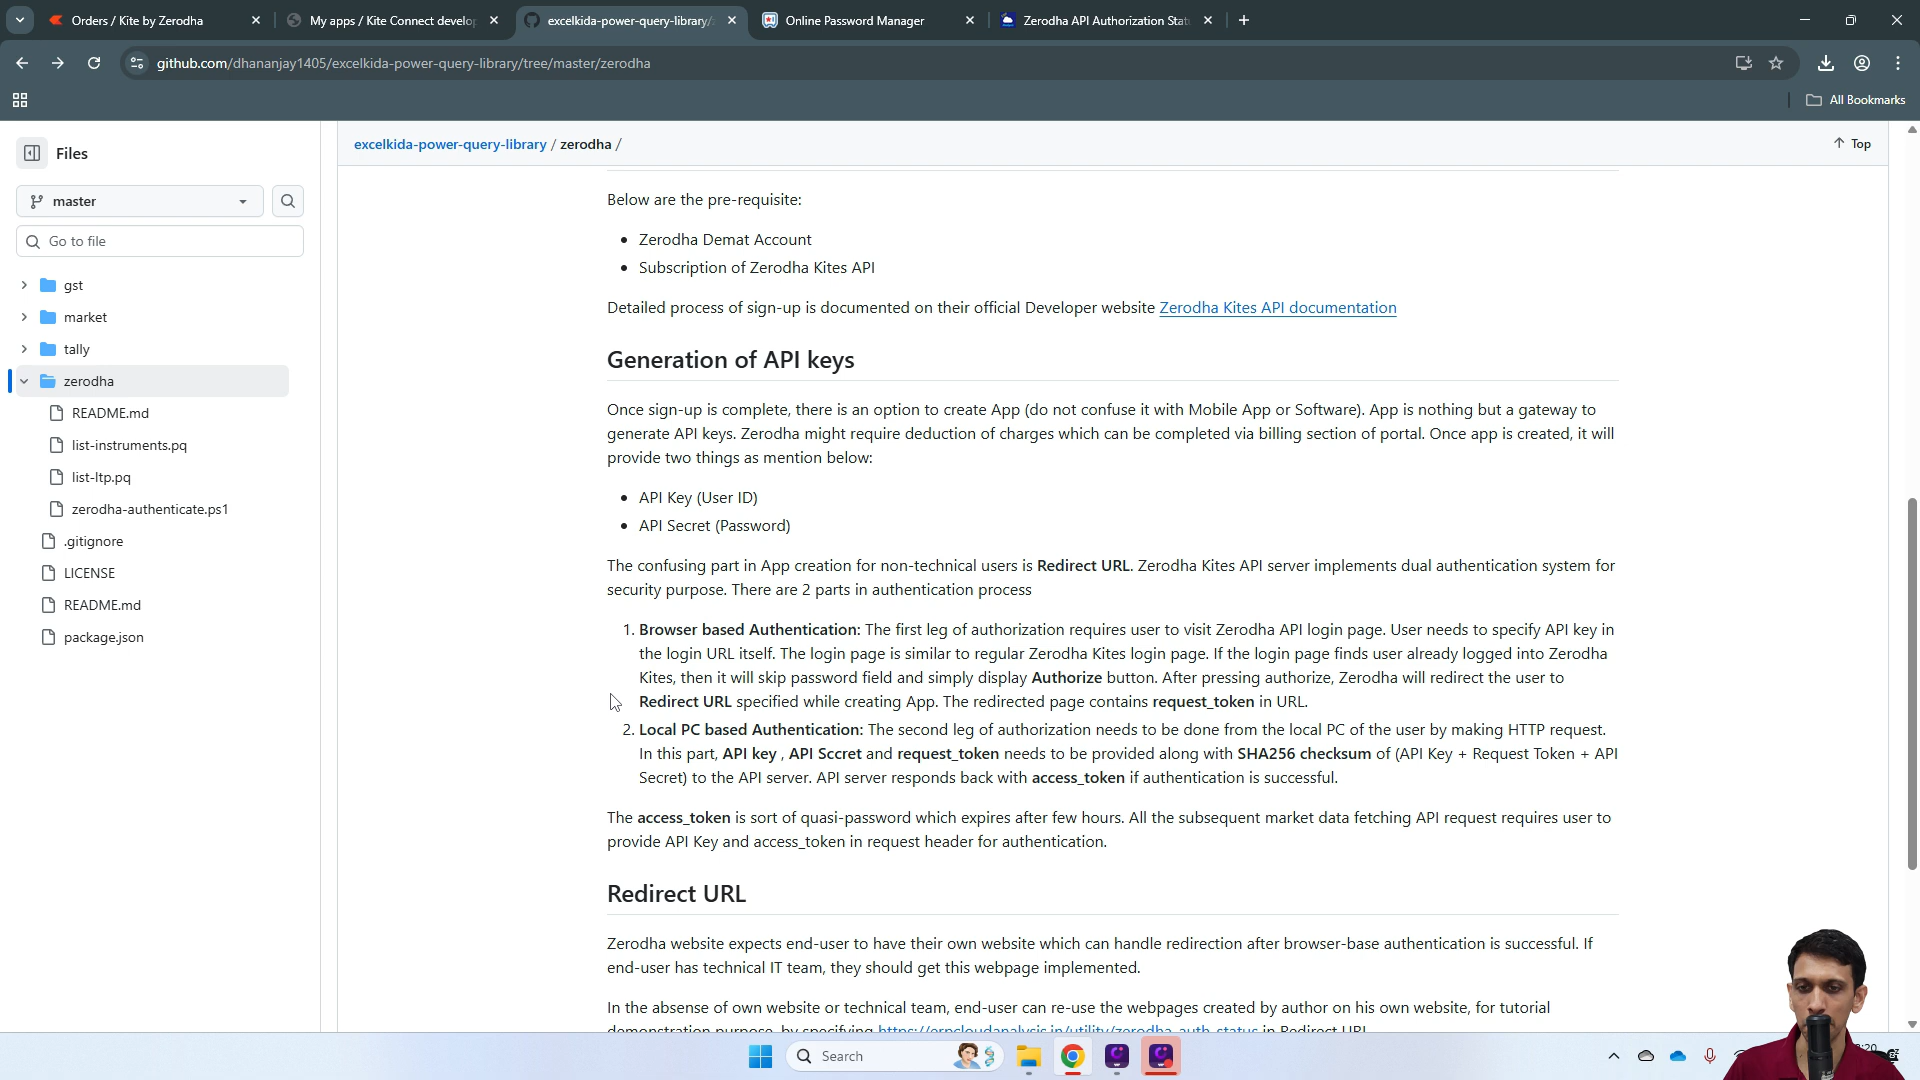 Orders / Kite by Zerodha
My apps / Kite Connect develop
excelkida-power-query-library/z
Online Password Manager
Zerodha API Authorization Stat
github.com/dhananjay1405/excelkida-power-query-library/tree/master/zerodha
All Bookmarks
Files
master
Go to file
gst
market
tally
zerodha
README.md
list-instruments.pq
list-ltp.pq
zerodha-authenticate.ps1
.gitignore
LICENSE
README.md
package.json
excelkida-power-query-library / zerodha /
Top
Below are the pre-requisite:
Zerodha Demat Account
Subscription of Zerodha Kites API
Detailed process of sign-up is documented on their official Developer website Zerodha Kites API documentation
Generation of API keys
Once sign-up is complete, there is an option to create App (do not confuse it with Mobile App or Software). App is nothing but a gateway to
generate API keys. Zerodha might require deduction of charges which can be completed via billing section of portal. Once app is created, it will
provide two things as mention below:
API Key (User ID)
API Secret (Password)
The confusing part in App creation for non-technical users is Redirect URL. Zerodha Kites API server implements dual authentication system for
security purpose. There are 2 parts in authentication process
1. Browser based Authentication: The first leg of authorization requires user to visit Zerodha API login page. User needs to specify API key in
the login URL itself. The login page is similar to regular Zerodha Kites login page. If the login page finds user already logged into Zerodha
Kites, then it will skip password field and simply display Authorize button. After pressing authorize, Zerodha will redirect the user to
Redirect URL specified while creating App. The redirected page contains request_token in URL.
2. Local PC based Authentication: The second leg of authorization needs to be done from the local PC of the user by making HTTP request.
In this part, API key , API Sccret and request_token needs to be provided along with SHA256 checksum of (API Key + Request Token + API
Secret) to the API server. API server responds back with access_token if authentication is successful.
The access_token is sort of quasi-password which expires after few hours. All the subsequent market data fetching API request requires user to
provide API Key and access_token in request header for authentication.
Redirect URL
Zerodha website expects end-user to have their own website which can handle redirection after browser-base authentication is successful. If
end-user has technical IT team, they should get this webpage implemented.
In the absense of own website or technical team, end-user can re-use the webpages created by author on his own website, for tutorial
demonstration purpose, by specifying https://erpcloudanalysis.in/utility/zerodha_auth_status in Redirect URL
Search